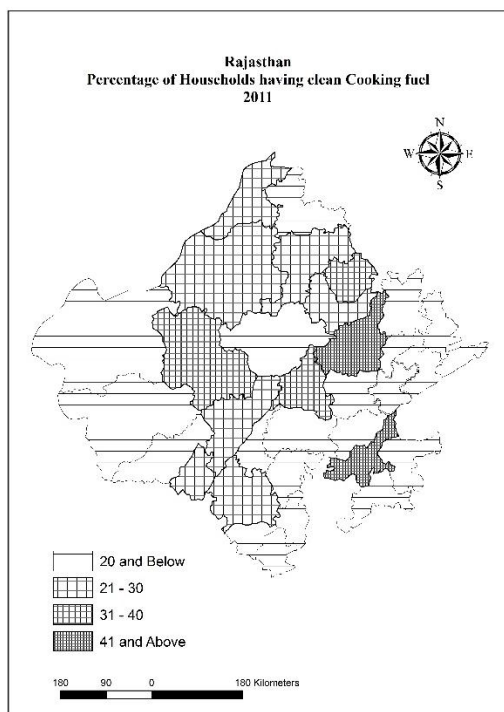 Rajasthan
Percentage of Households having clean Cooking fuel
2011
N
W E
S
20 and Below
21 - 30
31 - 40
41 and Above
180 90 0 180 Kilometers